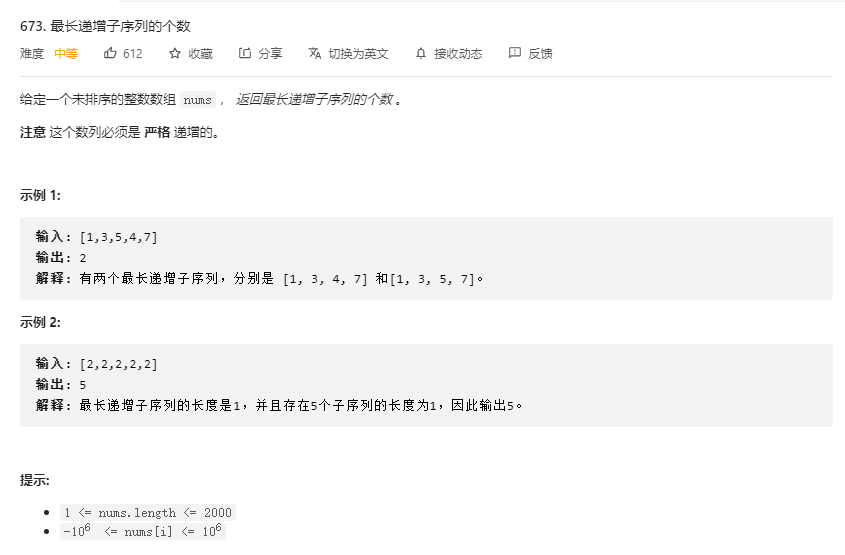 673. 最长递增子序列的个数
难度 中等 612 收藏 分享 切换为英文 接收动态 反馈
给定一个未排序的整数数组 nums ， 返回最长递增子序列的个数 。
注意 这个数列必须是 严格 递增的。
示例 1:
输入: [1,3,5,4,7]
输出: 2
解释: 有两个最长递增子序列，分别是 [1, 3, 4, 7] 和[1, 3, 5, 7]。
示例 2:
输入: [2,2,2,2,2]
输出: 5
解释: 最长递增子序列的长度是1，并且存在5个子序列的长度为1，因此输出5。
提示:
1 <= nums.length <= 2000
-10⁶ <= nums[i] <= 10⁶